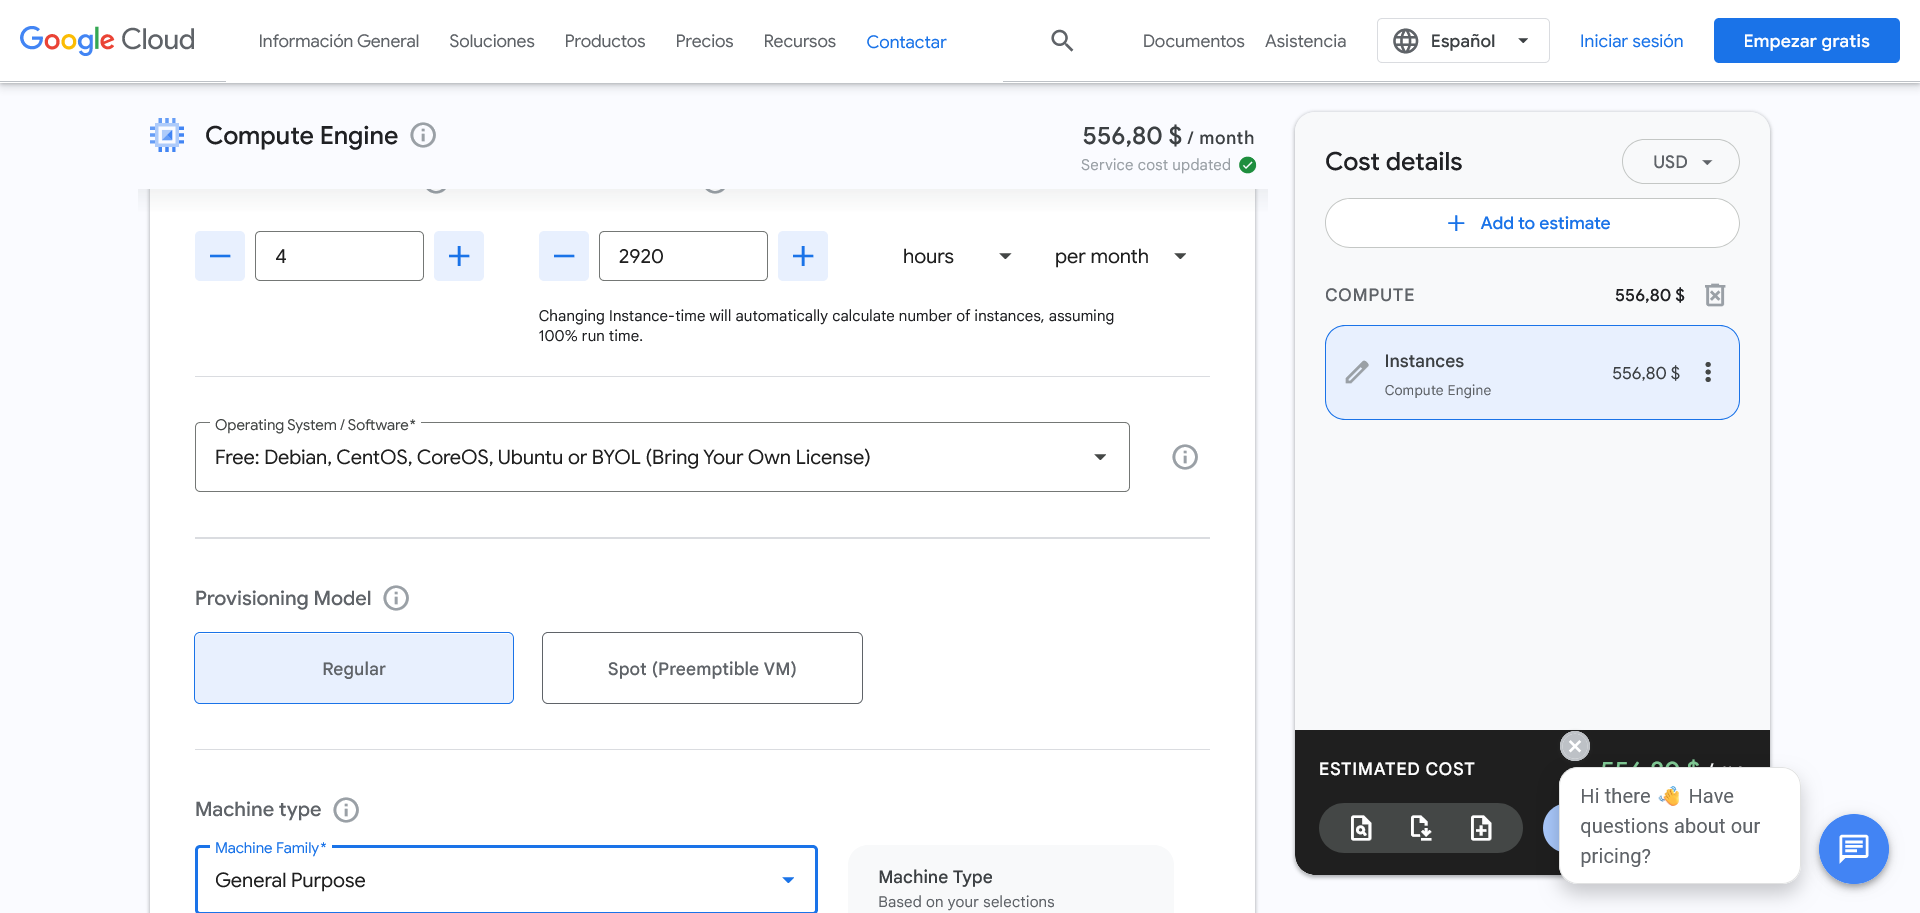 Google Cloud
Información General
Soluciones
Productos
Precios
Recursos
Contactar
Documentos
Asistencia
Español
Iniciar sesión
Empezar gratis
Compute Engine
556,80 $ / month
Service cost updated
4
2920
hours
per month
Changing Instance-time will automatically calculate number of instances, assuming
100% run time.
Operating System / Software*
Free: Debian, CentOS, CoreOS, Ubuntu or BYOL (Bring Your Own License)
Provisioning Model
Regular
Spot (Preemptible VM)
Machine type
Machine Family*
General Purpose
Machine Type
Based on your selections
Cost details
USD
Add to estimate
COMPUTE
556,80 $
Instances
Compute Engine
556,80 $
ESTIMATED COST
Hi there 👋 Have
questions about our
pricing?